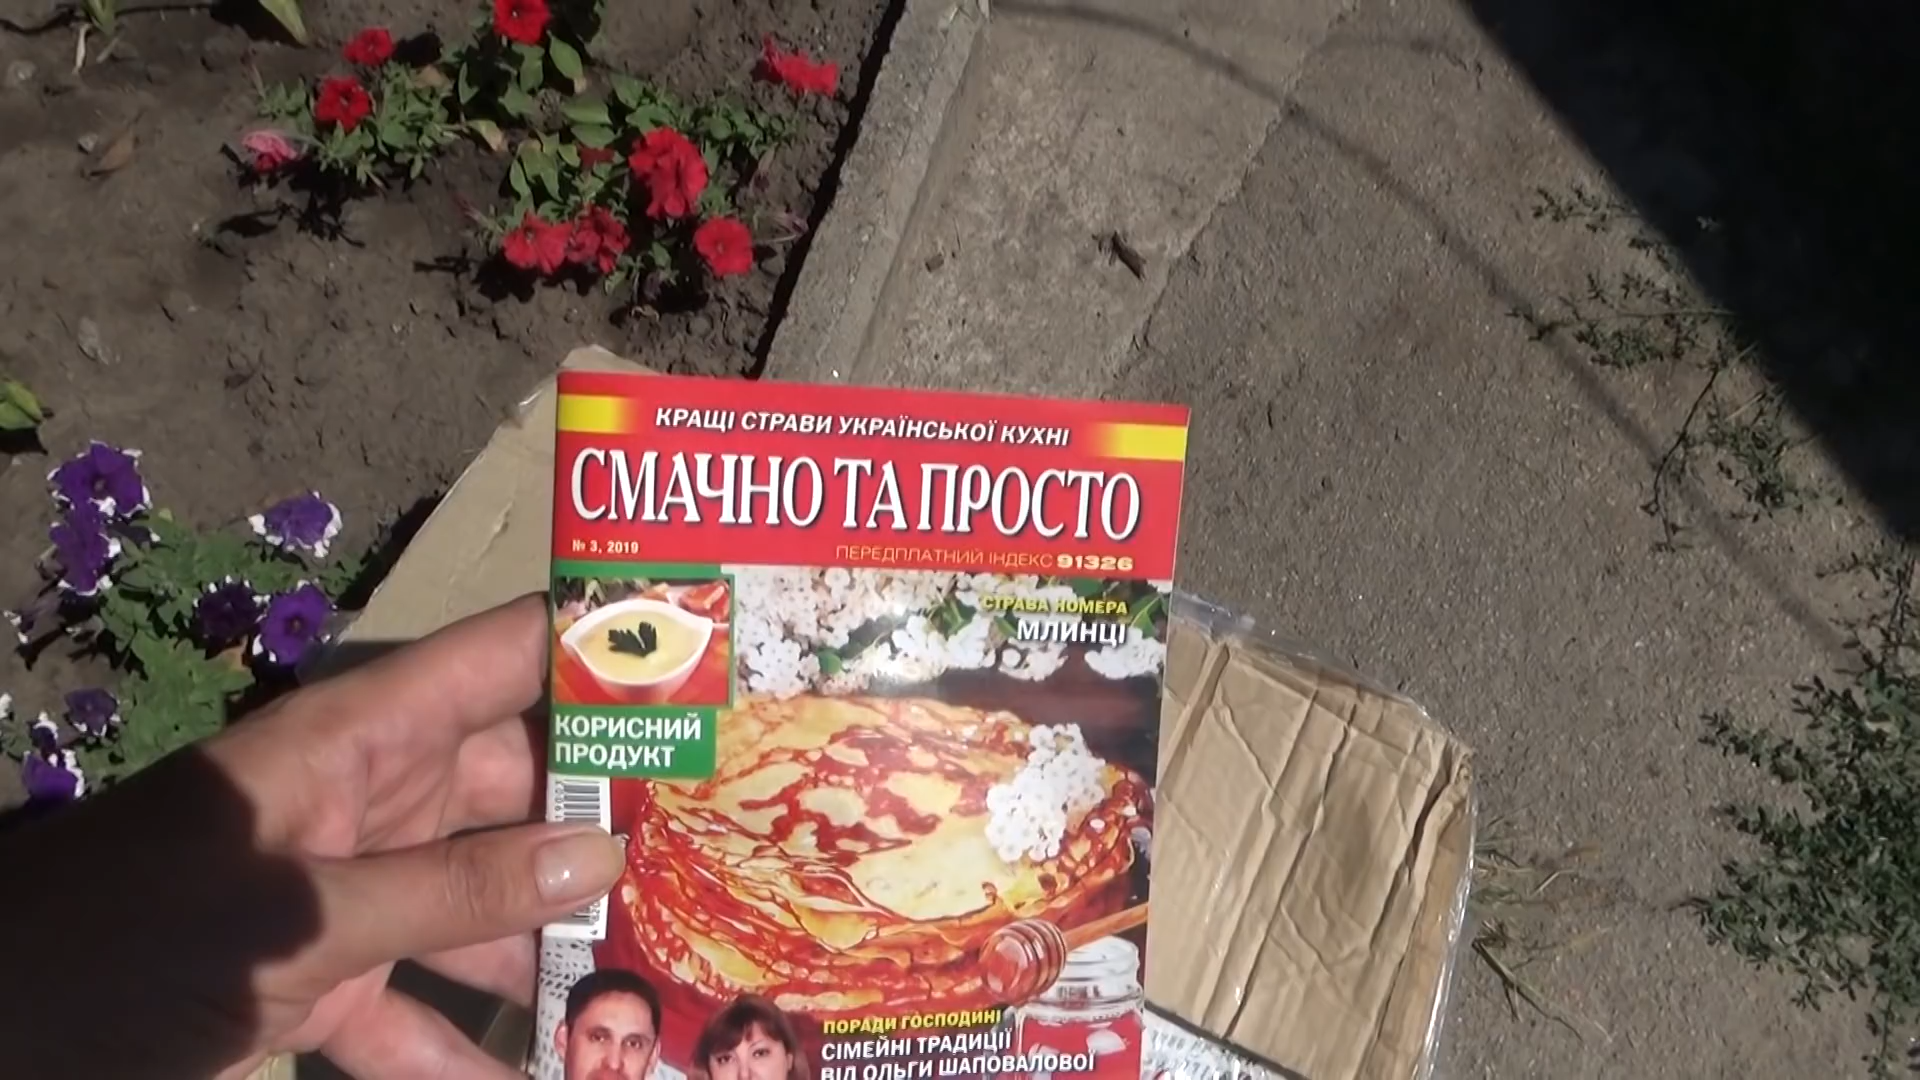 КРАЩІ СТРАВИ УКРАЇНСЬКОЇ КУХНІ
СМАЧНО ТА ПРОСТО
№ 3, 2019
ПЕРЕДПЛАТНИЙ ІНДЕКС 91326
СТРАВА НОМЕРА
МЛИНЦІ
КОРИСНИЙ
ПРОДУКТ
ПОРАДИ ГОСПОДИНІ
СІМЕЙНІ ТРАДИЦІЇ
ВІД ОЛЬГИ ШАПОВАЛОВОЇ